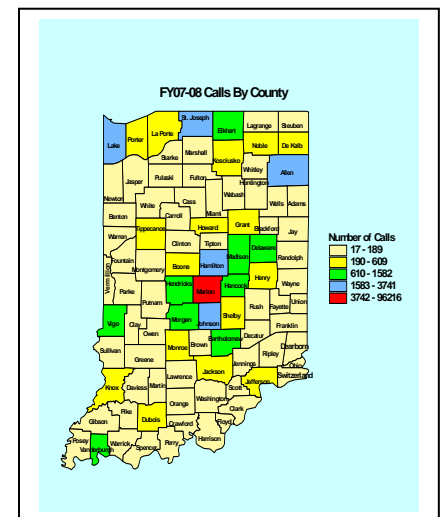 FY07-08 Calls By County
St. Joseph
Elkhart
Lagrange
Steuben
Lake
Porter
La Porte
Noble
De Kalb
Starke
Marshall
Kosciusko
Whitley
Allen
Newton
Jasper
Pulaski
Fulton
Huntington
Wabash
Wells
Adams
Benton
White
Cass
Miami
Carroll
Howard
Grant
Blackford
Jay
Warren
Tippecanoe
Clinton
Tipton
Madison
Delaware
Randolph
Fountain
Montgomery
Boone
Hamilton
Henry
Wayne
Vermillion
Parke
Putnam
Hendricks
Marion
Hancock
Rush
Fayette
Union
Vigo
Clay
Owen
Morgan
Johnson
Shelby
Franklin
Sullivan
Greene
Monroe
Brown
Bartholomew
Decatur
Dearborn
Ripley
Ohio
Jennings
Switzerland
Knox
Daviess
Martin
Lawrence
Jackson
Jefferson
Scott
Gibson
Pike
Dubois
Orange
Washington
Clark
Crawford
Floyd
Posey
Vanderburgh
Warrick
Spencer
Perry
Harrison
Number of Calls
17 - 189
190 - 609
610 - 1582
1583 - 3741
3742 - 96216